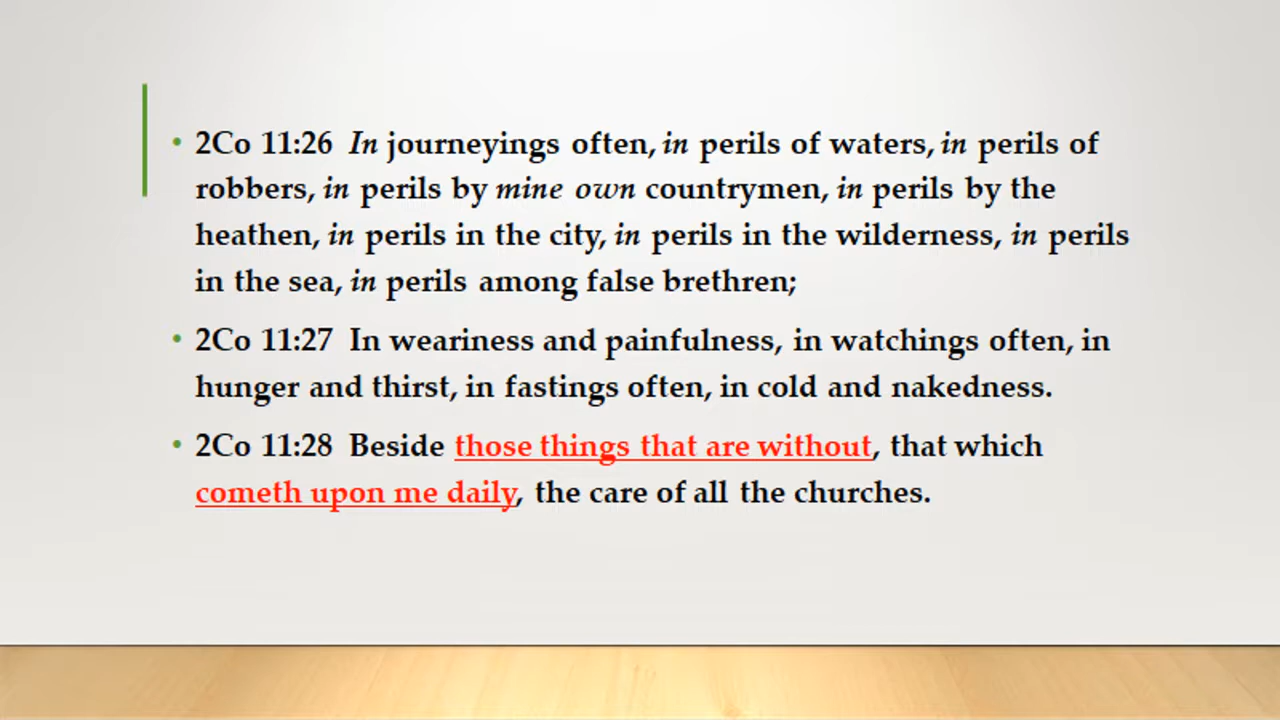 • 2Co 11:26 In journeyings often, in perils of waters, in perils of
robbers, in perils by mine own countrymen, in perils by the
heathen, in perils in the city, in perils in the wilderness, in perils
in the sea, in perils among false brethren;
• 2Co 11:27 In weariness and painfulness, in watchings often, in
hunger and thirst, in fastings often, in cold and nakedness.
• 2Co 11:28 Beside those things that are without, that which
cometh upon me daily, the care of all the churches.